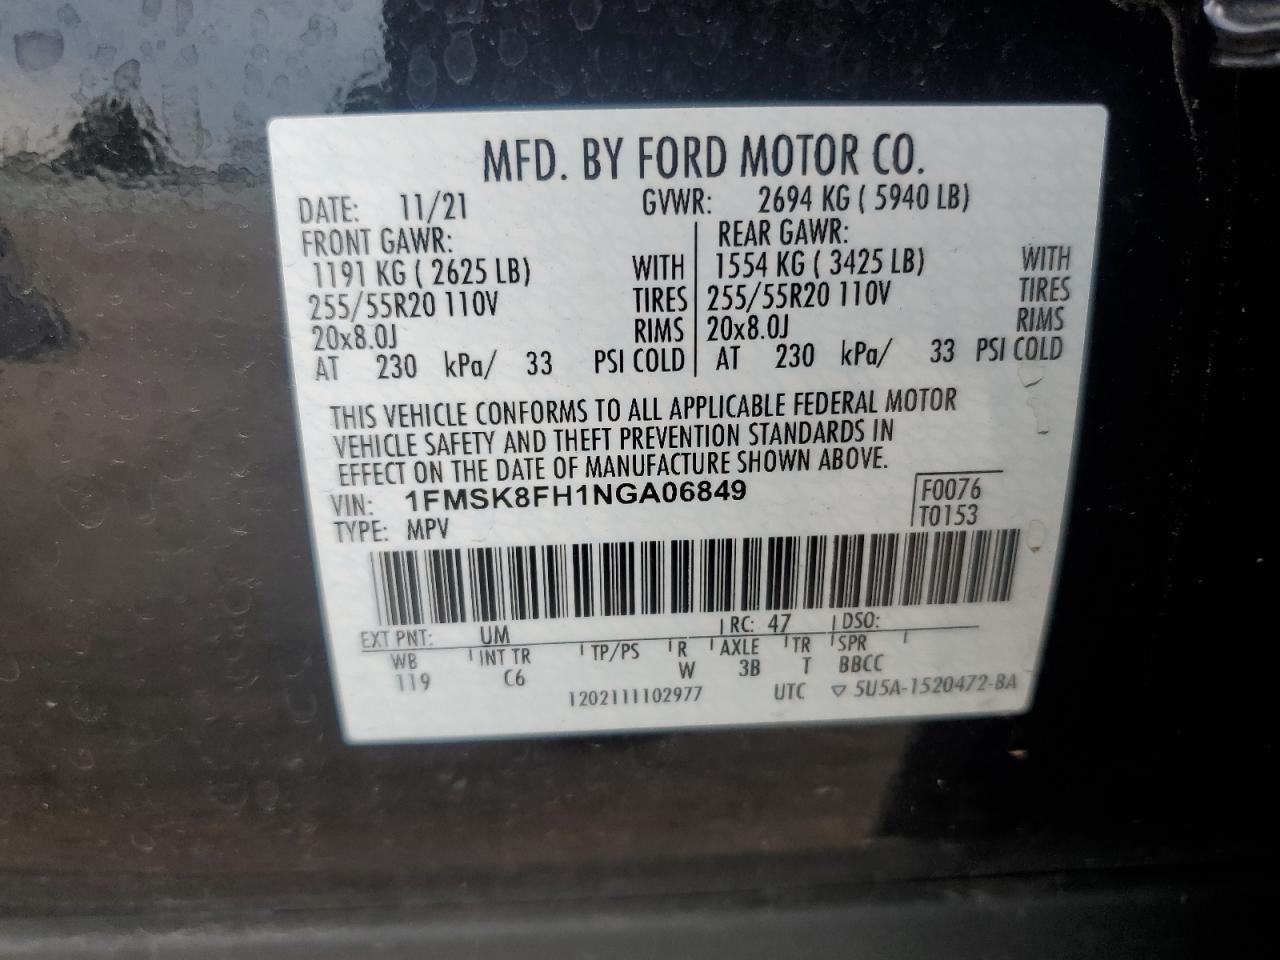 MFD. BY FORD MOTOR CO.
DATE: 11/21 GVWR: 2694 KG ( 5940 LB)
FRONT GAWR: REAR GAWR:
1191 KG ( 2625 LB) WITH 1554 KG ( 3425 LB) WITH
255/55R20 110V TIRES 255/55R20 110V TIRES
20x8.0J RIMS 20x8.0J RIMS
AT 230 kPa/ 33 PSI COLD AT 230 kPa/ 33 PSI COLD
THIS VEHICLE CONFORMS TO ALL APPLICABLE FEDERAL MOTOR
VEHICLE SAFETY AND THEFT PREVENTION STANDARDS IN
EFFECT ON THE DATE OF MANUFACTURE SHOWN ABOVE.
VIN: 1FMSK8FH1NGA06849 F0076
TYPE: MPV T0153
EXT PNT: UM RC: 47 DSO:
WB INT TR TP/PS R AXLE TR SPR
119 C6 W 3B T BBCC
1202111102977 UTC ▽ 5U5A-1520472-BA